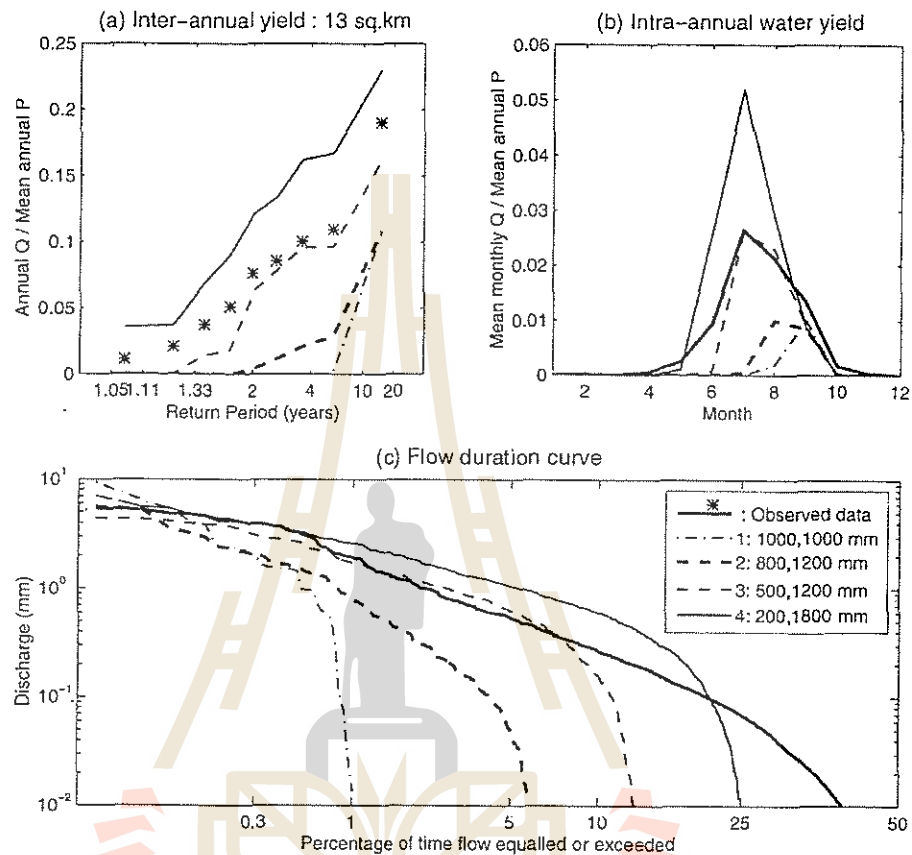 (a) Inter-annual yield : 13 sq.km
0.25
0.2
0.15
0.1
0.05
0
1.051.11 1.33 2 4 10 20
Annual Q / Mean annual P
Return Period (years)
(b) Intra-annual water yield
0.06
0.05
0.04
0.03
0.02
0.01
0
2 4 6 8 10 12
Mean monthly Q / Mean annual P
Month
(c) Flow duration curve
10^1
10^0
10^-1
10^-2
0.3 1 5 10 25 50
Discharge (mm)
Percentage of time flow equalled or exceeded
: Observed data
1: 1000,1000 mm
2: 800,1200 mm
3: 500,1200 mm
4: 200,1800 mm